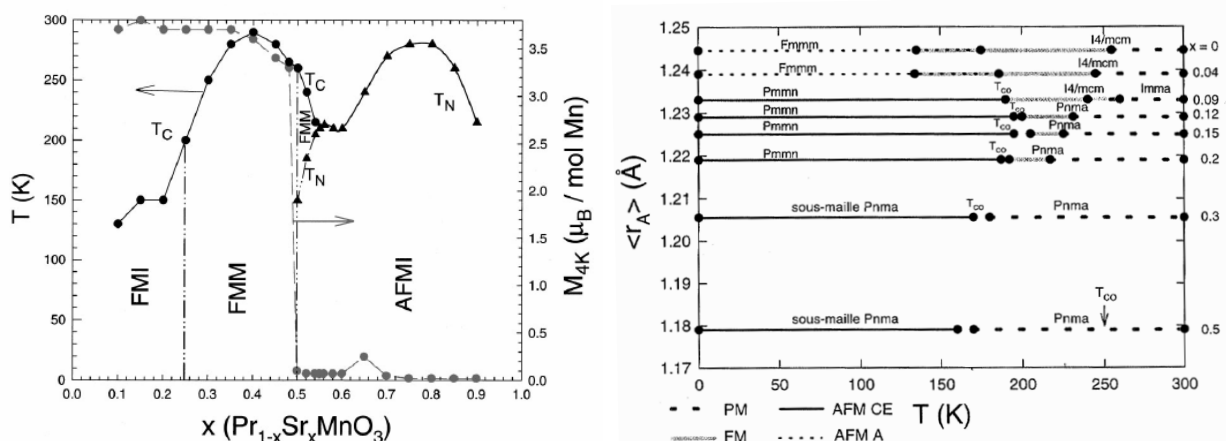 T (K)
300
250
200
150
100
50
0
T_C
T_C
T_N
T_N
FMM
FMI
FMM
AFMI
3.5
3.0
2.5
2.0
1.5
1.0
0.5
0.0
M_4K (μ_B / mol Mn)
0.0 0.1 0.2 0.3 0.4 0.5 0.6 0.7 0.8 0.9 1.0
x (Pr_1-xSr_xMnO_3)
<r_A> (Å)
1.25
1.24
1.23
1.22
1.21
1.20
1.19
1.18
1.17
Fmmm I4/mcm x = 0
Fmmm I4/mcm 0.04
Pmmn T_co I4/mcm Imma 0.09
Pmmn T_co Pnma 0.12
Pmmn T_co Pnma 0.15
Pmmn T_co Pnma 0.2
sous-maille Pnma T_co Pnma 0.3
T_co
sous-maille Pnma Pnma 0.5
0 50 100 150 200 250 300
T (K)
PM AFM CE
FM AFM A